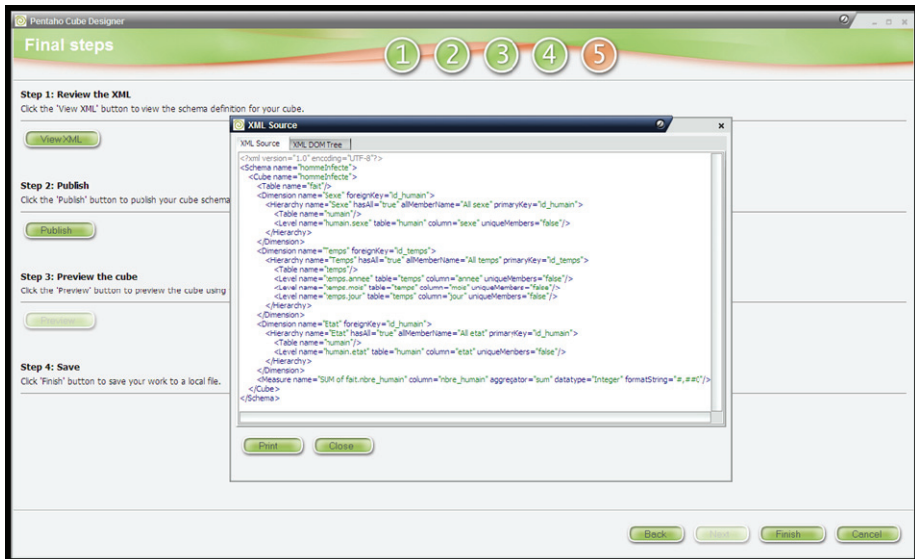 Pentaho Cube Designer
Final steps
1 2 3 4 5
Step 1: Review the XML
Click the 'View XML' button to view the schema definition for your cube.
View XML
Step 2: Publish
Click the 'Publish' button to publish your cube schema
Publish
Step 3: Preview the cube
Click the 'Preview' button to preview the cube using
Preview
Step 4: Save
Click 'Finish' button to save your work to a local file.
XML Source
XML Source XML DOM Tree
<?xml version="1.0" encoding="UTF-8"?>
<Schema name="hommeInfecte">
<Cube name="hommeInfecte">
<Table name="fait"/>
<Dimension name="Sexe" foreignKey="id_humain">
<Hierarchy name="Sexe" hasAll="true" allMemberName="All sexe" primaryKey="id_humain">
<Table name="humain"/>
<Level name="humain.sexe" table="humain" column="sexe" uniqueMembers="false"/>
</Hierarchy>
</Dimension>
<Dimension name="Temps" foreignKey="id_temps">
<Hierarchy name="Temps" hasAll="true" allMemberName="All temps" primaryKey="id_temps">
<Table name="temps"/>
<Level name="temps.annee" table="temps" column="annee" uniqueMembers="false"/>
<Level name="temps.mois" table="temps" column="mois" uniqueMembers="false"/>
<Level name="temps.jour" table="temps" column="jour" uniqueMembers="false"/>
</Hierarchy>
</Dimension>
<Dimension name="Etat" foreignKey="id_humain">
<Hierarchy name="Etat" hasAll="true" allMemberName="All etat" primaryKey="id_humain">
<Table name="humain"/>
<Level name="humain.etat" table="humain" column="etat" uniqueMembers="false"/>
</Hierarchy>
</Dimension>
<Measure name="SUM of fait.nbre_humain" column="nbre_humain" aggregator="sum" datatype="Integer" formatString="#,##0"/>
</Cube>
</Schema>
Print Close
Back Next Finish Cancel